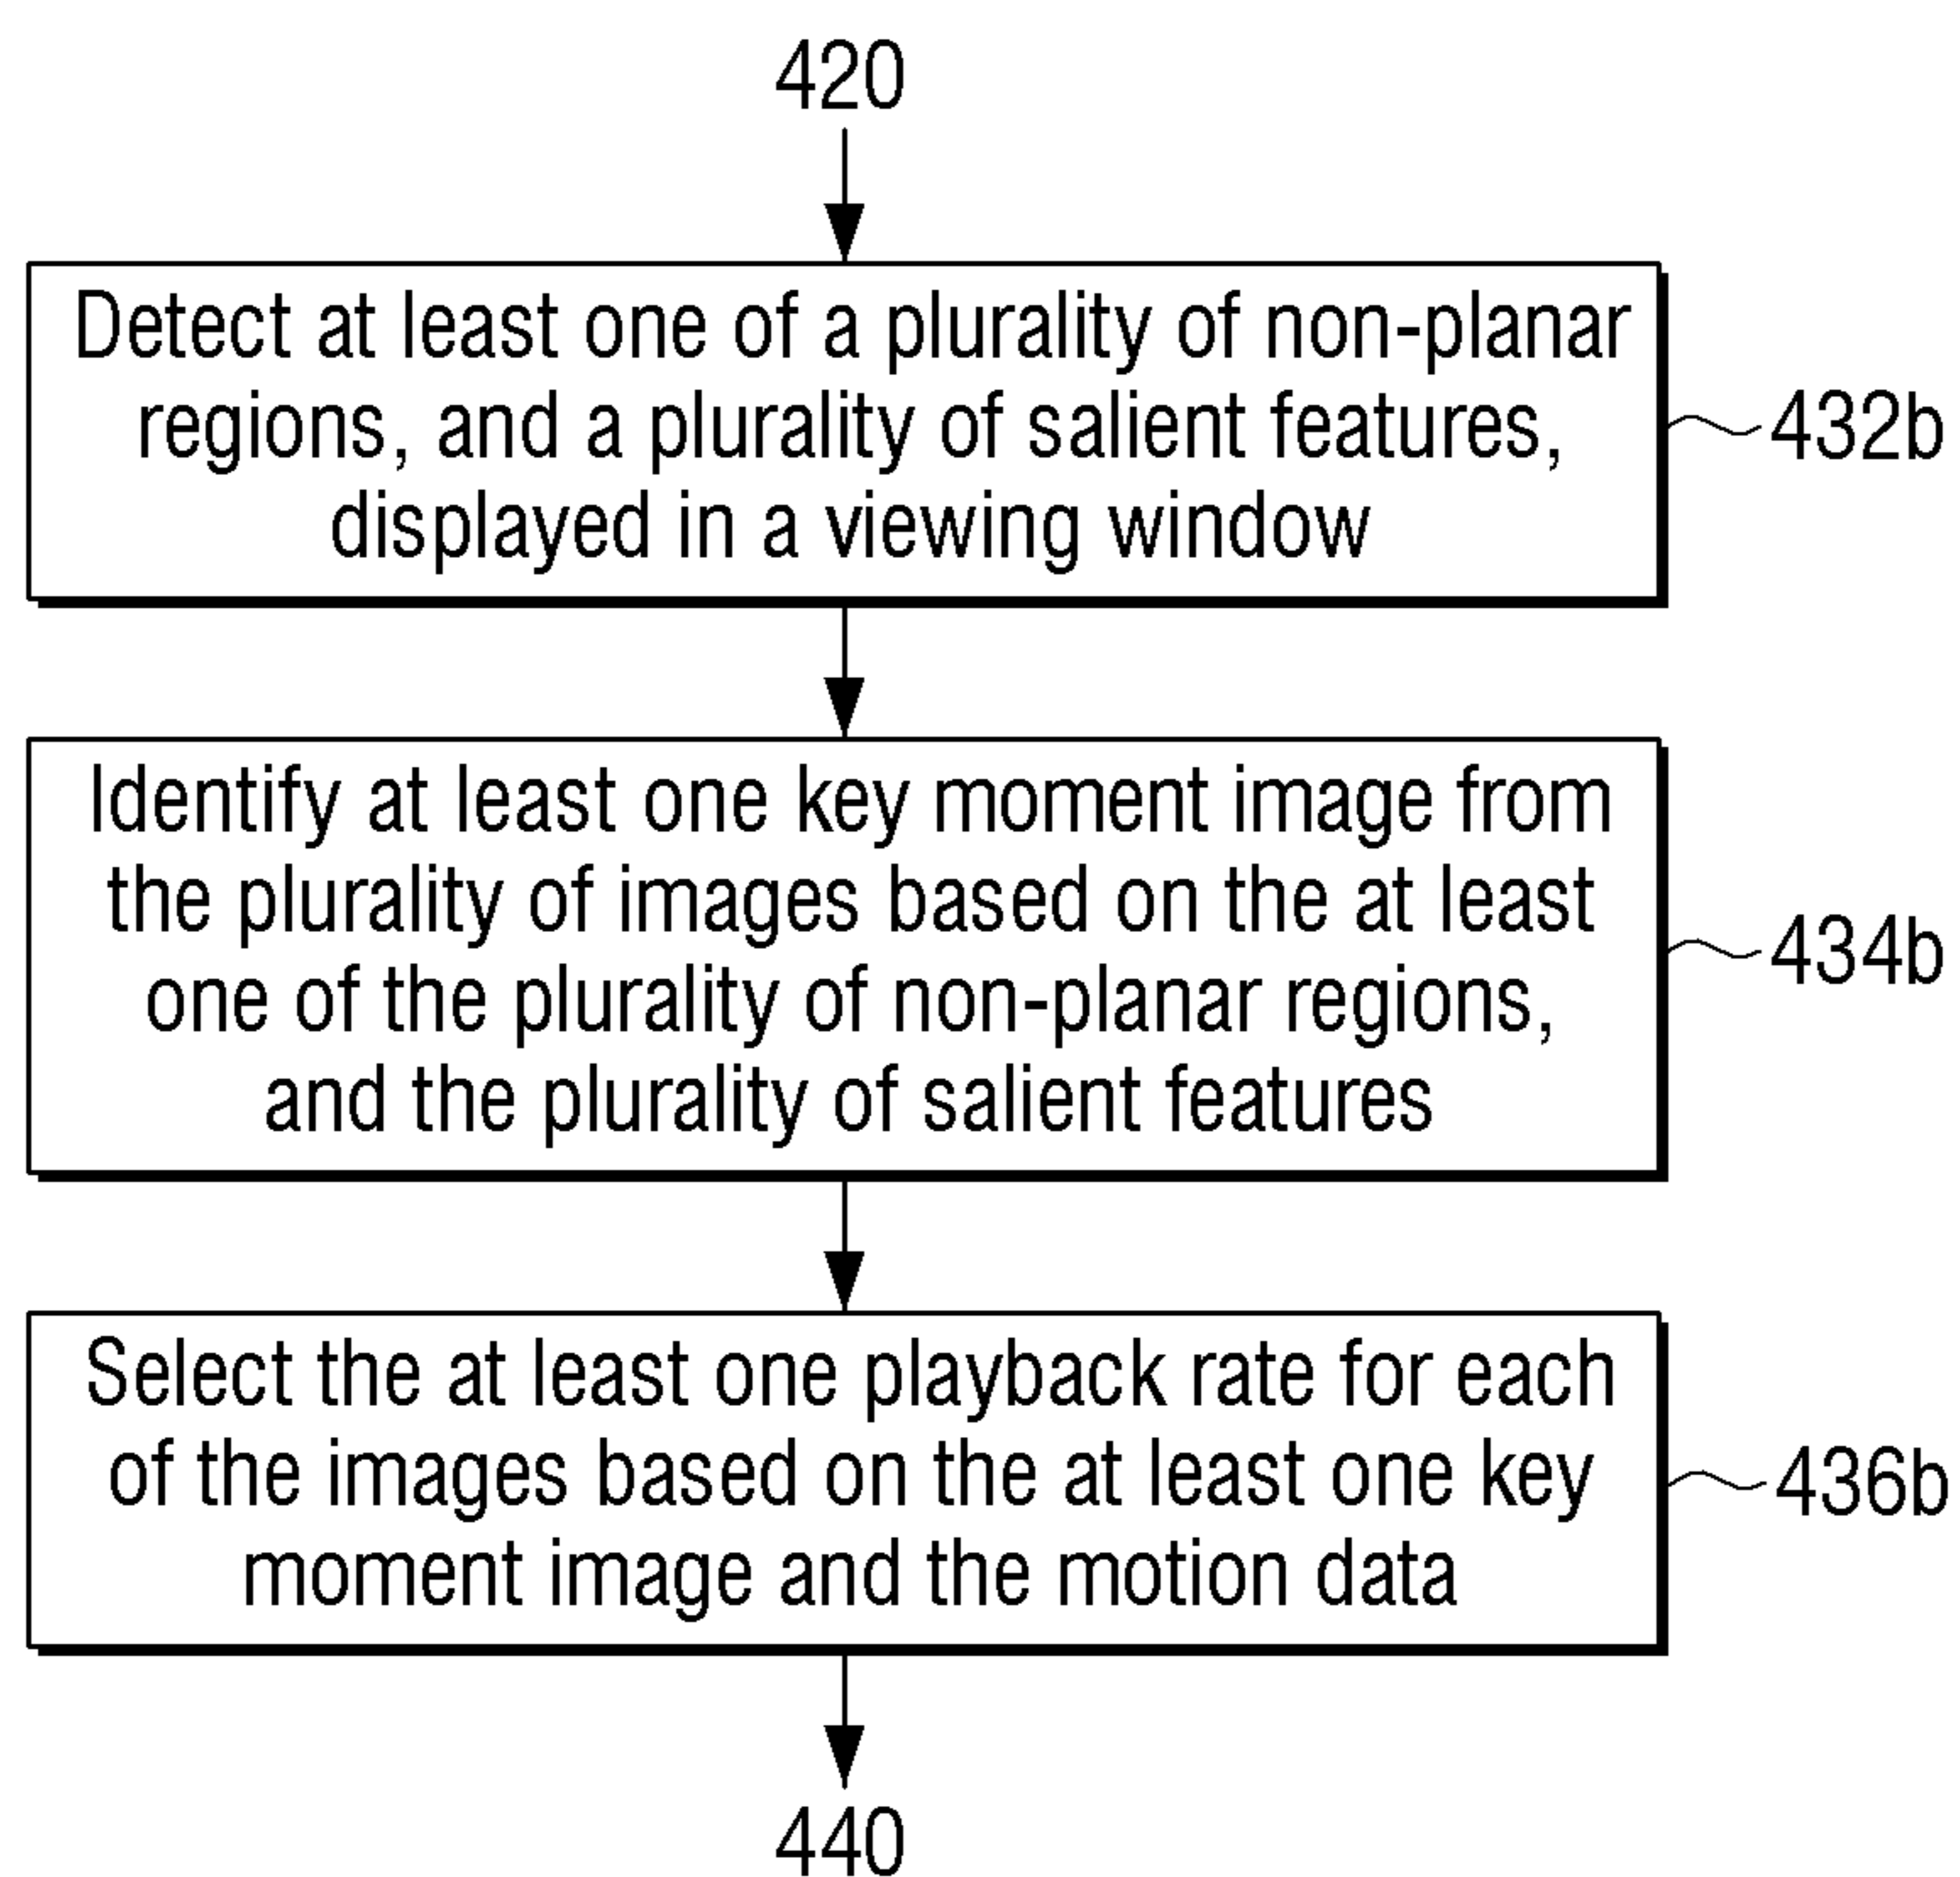 420
Detect at least one of a plurality of non-planar
regions, and a plurality of salient features,
displayed in a viewing window
432b
Identify at least one key moment image from
the plurality of images based on the at least
one of the plurality of non-planar regions,
and the plurality of salient features
434b
Select the at least one playback rate for each
of the images based on the at least one key
moment image and the motion data
436b
440